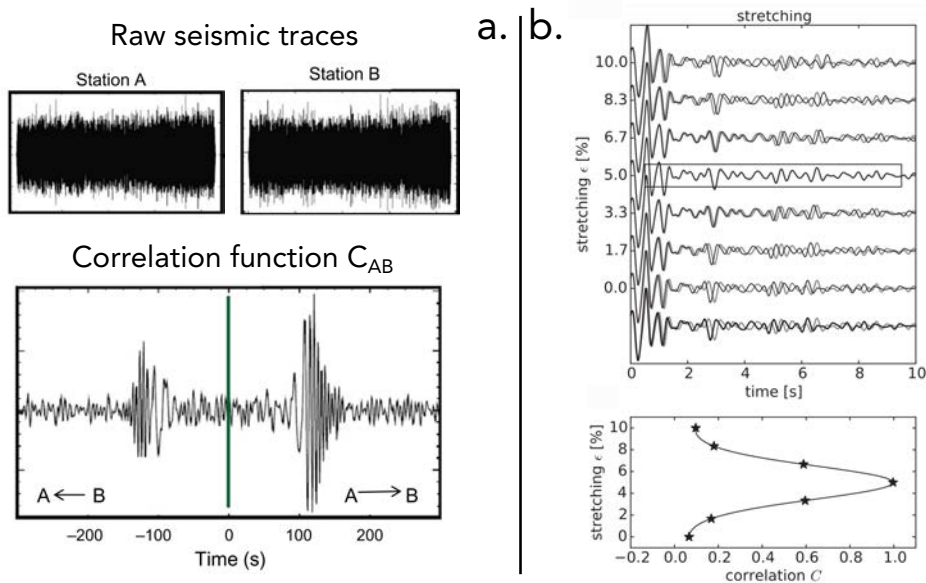 a.
Raw seismic traces
Station A
Station B
Correlation function C_AB
A ← B
A → B
−200
−100
0
100
200
Time (s)
b.
stretching
10.0
8.3
6.7
5.0
3.3
1.7
0.0
stretching ϵ [%]
0
2
4
6
8
10
time [s]
10
8
6
4
2
0
stretching ϵ [%]
−0.2
0.0
0.2
0.4
0.6
0.8
1.0
correlation C